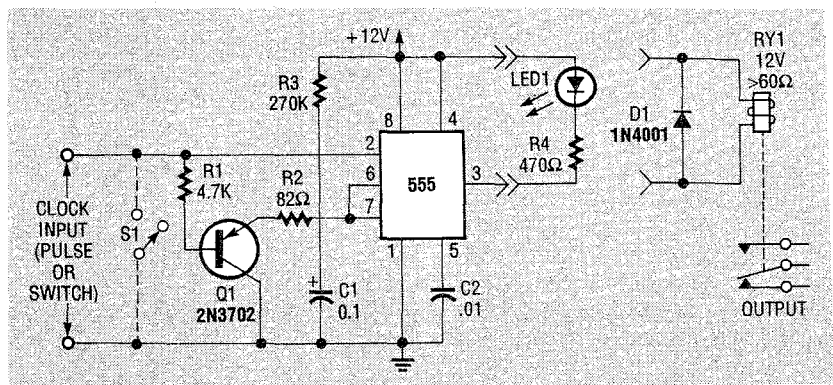 +12V
R3
270K
LED1
RY1
12V
>60Ω
D1
1N4001
8
4
2
R1
4.7K
R2
82Ω
6
7
555
3
R4
470Ω
CLOCK
INPUT
(PULSE
OR
SWITCH)
S1
1
5
Q1
2N3702
+
C1
0.1
C2
.01
OUTPUT